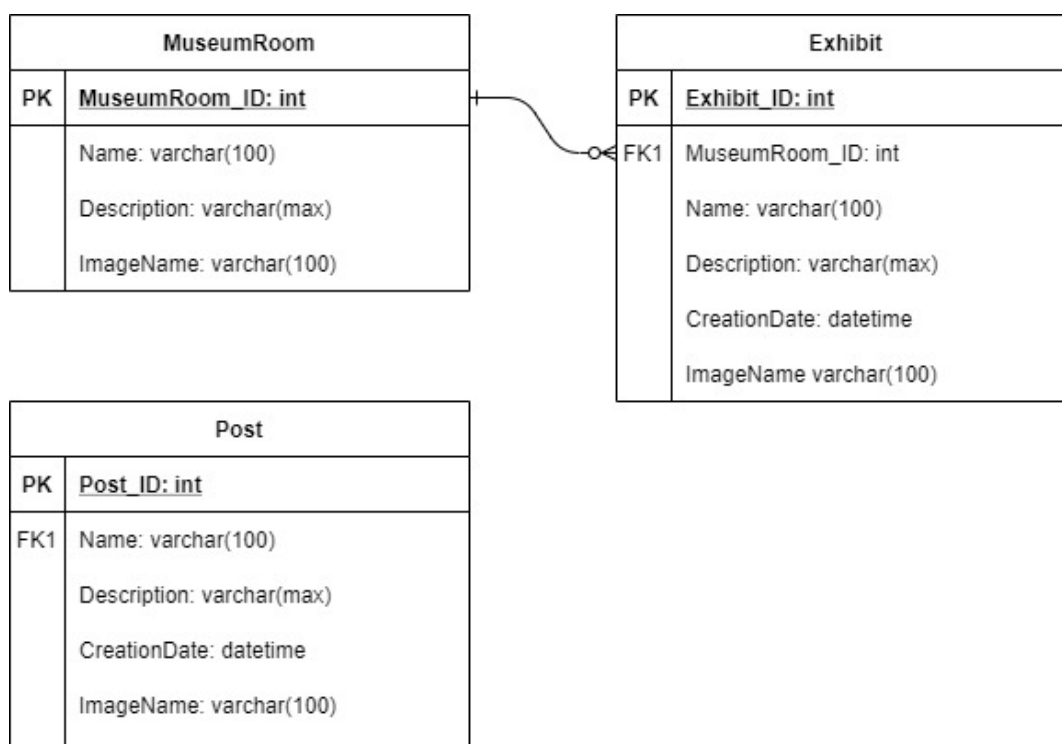 MuseumRoom
PK MuseumRoom_ID: int
Name: varchar(100)
Description: varchar(max)
ImageName: varchar(100)
Exhibit
PK Exhibit_ID: int
FK1 MuseumRoom_ID: int
Name: varchar(100)
Description: varchar(max)
CreationDate: datetime
ImageName varchar(100)
Post
PK Post_ID: int
FK1 Name: varchar(100)
Description: varchar(max)
CreationDate: datetime
ImageName: varchar(100)